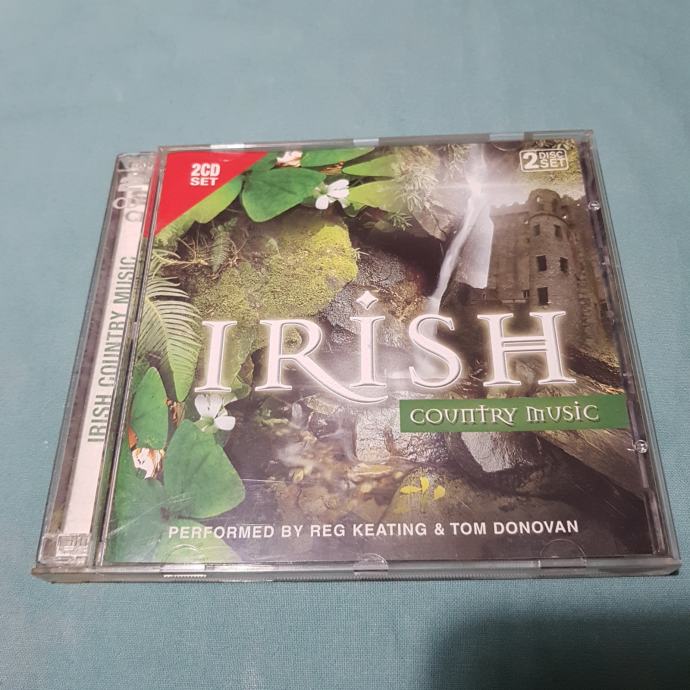 2CD
SET
2 DISC
SET
IRISH COUNTRY MUSIC
IRISH
COUNTRY MUSIC
PERFORMED BY REG KEATING & TOM DONOVAN